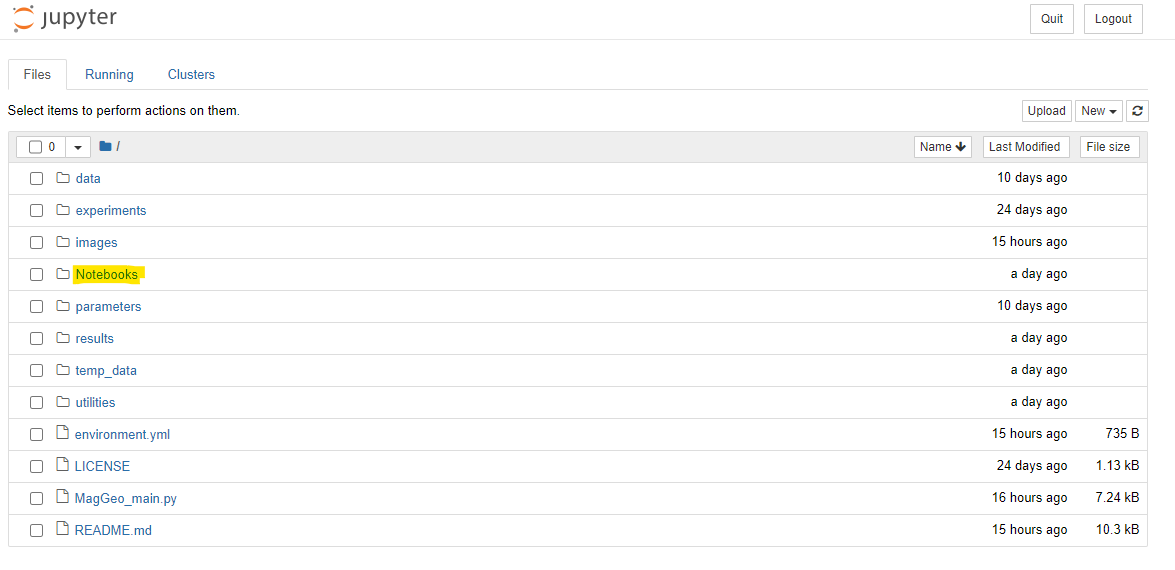 jupyter Quit Logout
Files Running Clusters
Select items to perform actions on them. Upload New
0 / Name Last Modified File size
data 10 days ago
experiments 24 days ago
images 15 hours ago
Notebooks a day ago
parameters 10 days ago
results a day ago
temp_data a day ago
utilities a day ago
environment.yml 15 hours ago 735 B
LICENSE 24 days ago 1.13 kB
MagGeo_main.py 16 hours ago 7.24 kB
README.md 15 hours ago 10.3 kB